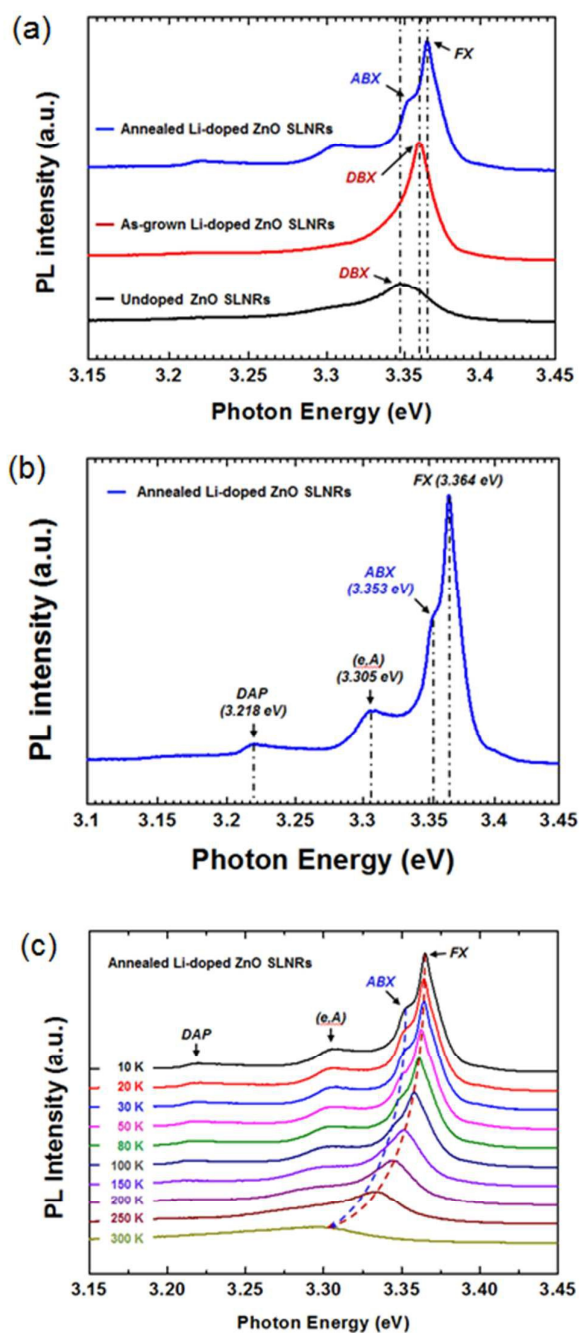 (a)
FX
ABX
Annealed Li-doped ZnO SLNRs
DBX
As-grown Li-doped ZnO SLNRs
DBX
Undoped ZnO SLNRs
PL intensity (a.u.)
3.15 3.2 3.25 3.3 3.35 3.4 3.45
Photon Energy (eV)
(b)
Annealed Li-doped ZnO SLNRs
FX (3.364 eV)
ABX
(3.353 eV)
(e,A)
(3.305 eV)
DAP
(3.218 eV)
PL intensity (a.u.)
3.1 3.15 3.2 3.25 3.3 3.35 3.4 3.45
Photon Energy (eV)
(c)
Annealed Li-doped ZnO SLNRs
FX
ABX
DAP
(e,A)
10 K
20 K
30 K
50 K
80 K
100 K
150 K
200 K
250 K
300 K
PL Intensity (a.u.)
3.15 3.20 3.25 3.30 3.35 3.40 3.45
Photon Energy (eV)